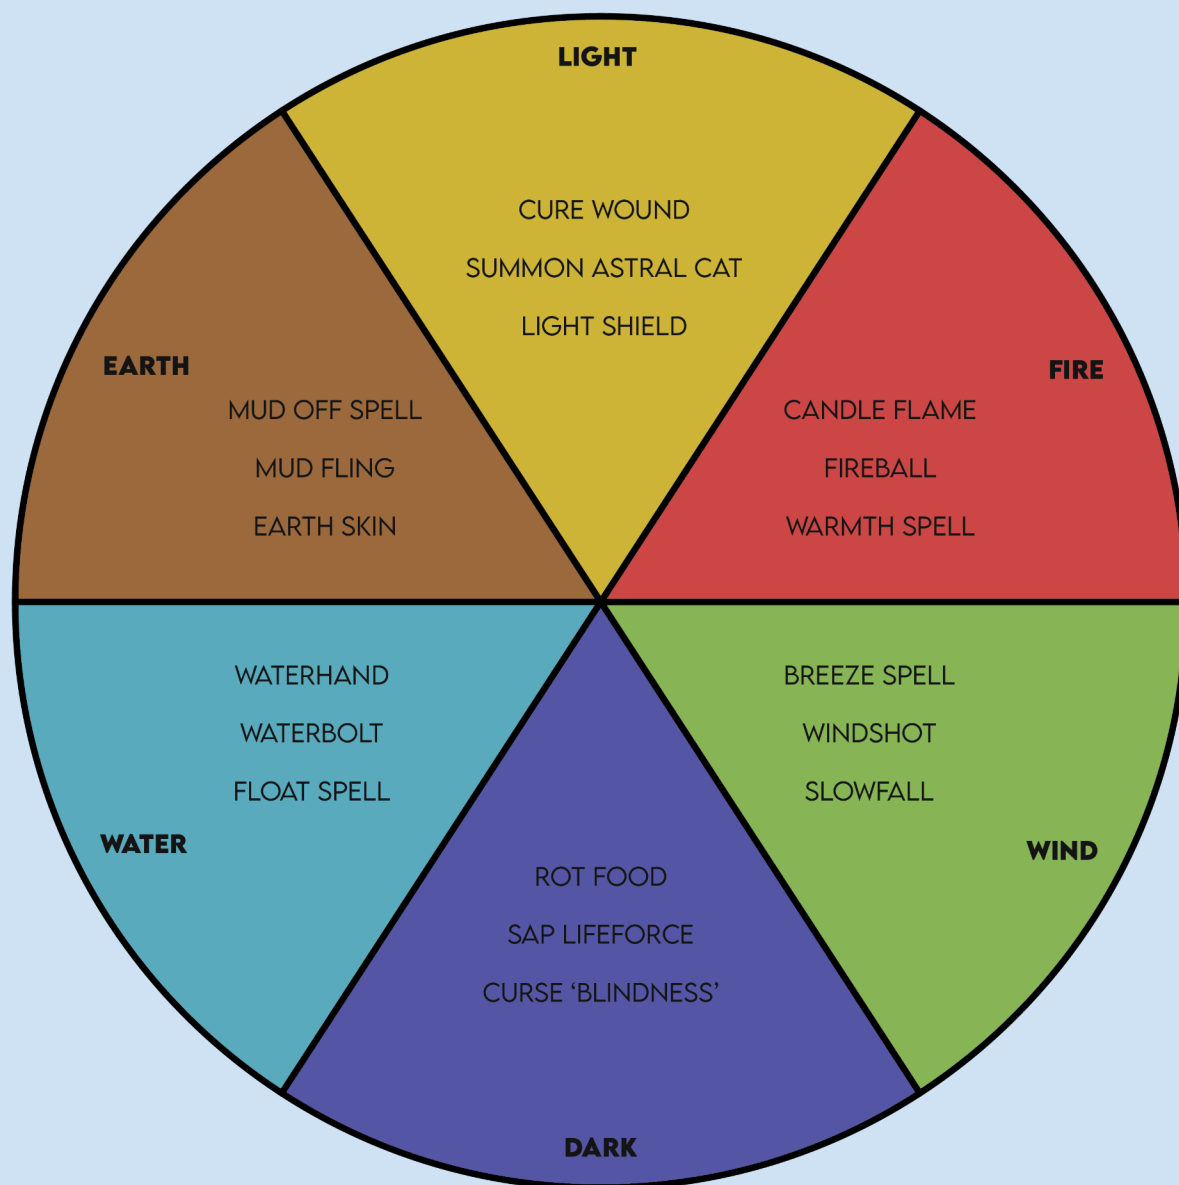 LIGHT
CURE WOUND
SUMMON ASTRAL CAT
LIGHT SHIELD
EARTH
MUD OFF SPELL
MUD FLING
EARTH SKIN
FIRE
CANDLE FLAME
FIREBALL
WARMTH SPELL
WATERHAND
WATERBOLT
FLOAT SPELL
WATER
BREEZE SPELL
WINDSHOT
SLOWFALL
WIND
ROT FOOD
SAP LIFEFORCE
CURSE ‘BLINDNESS’
DARK